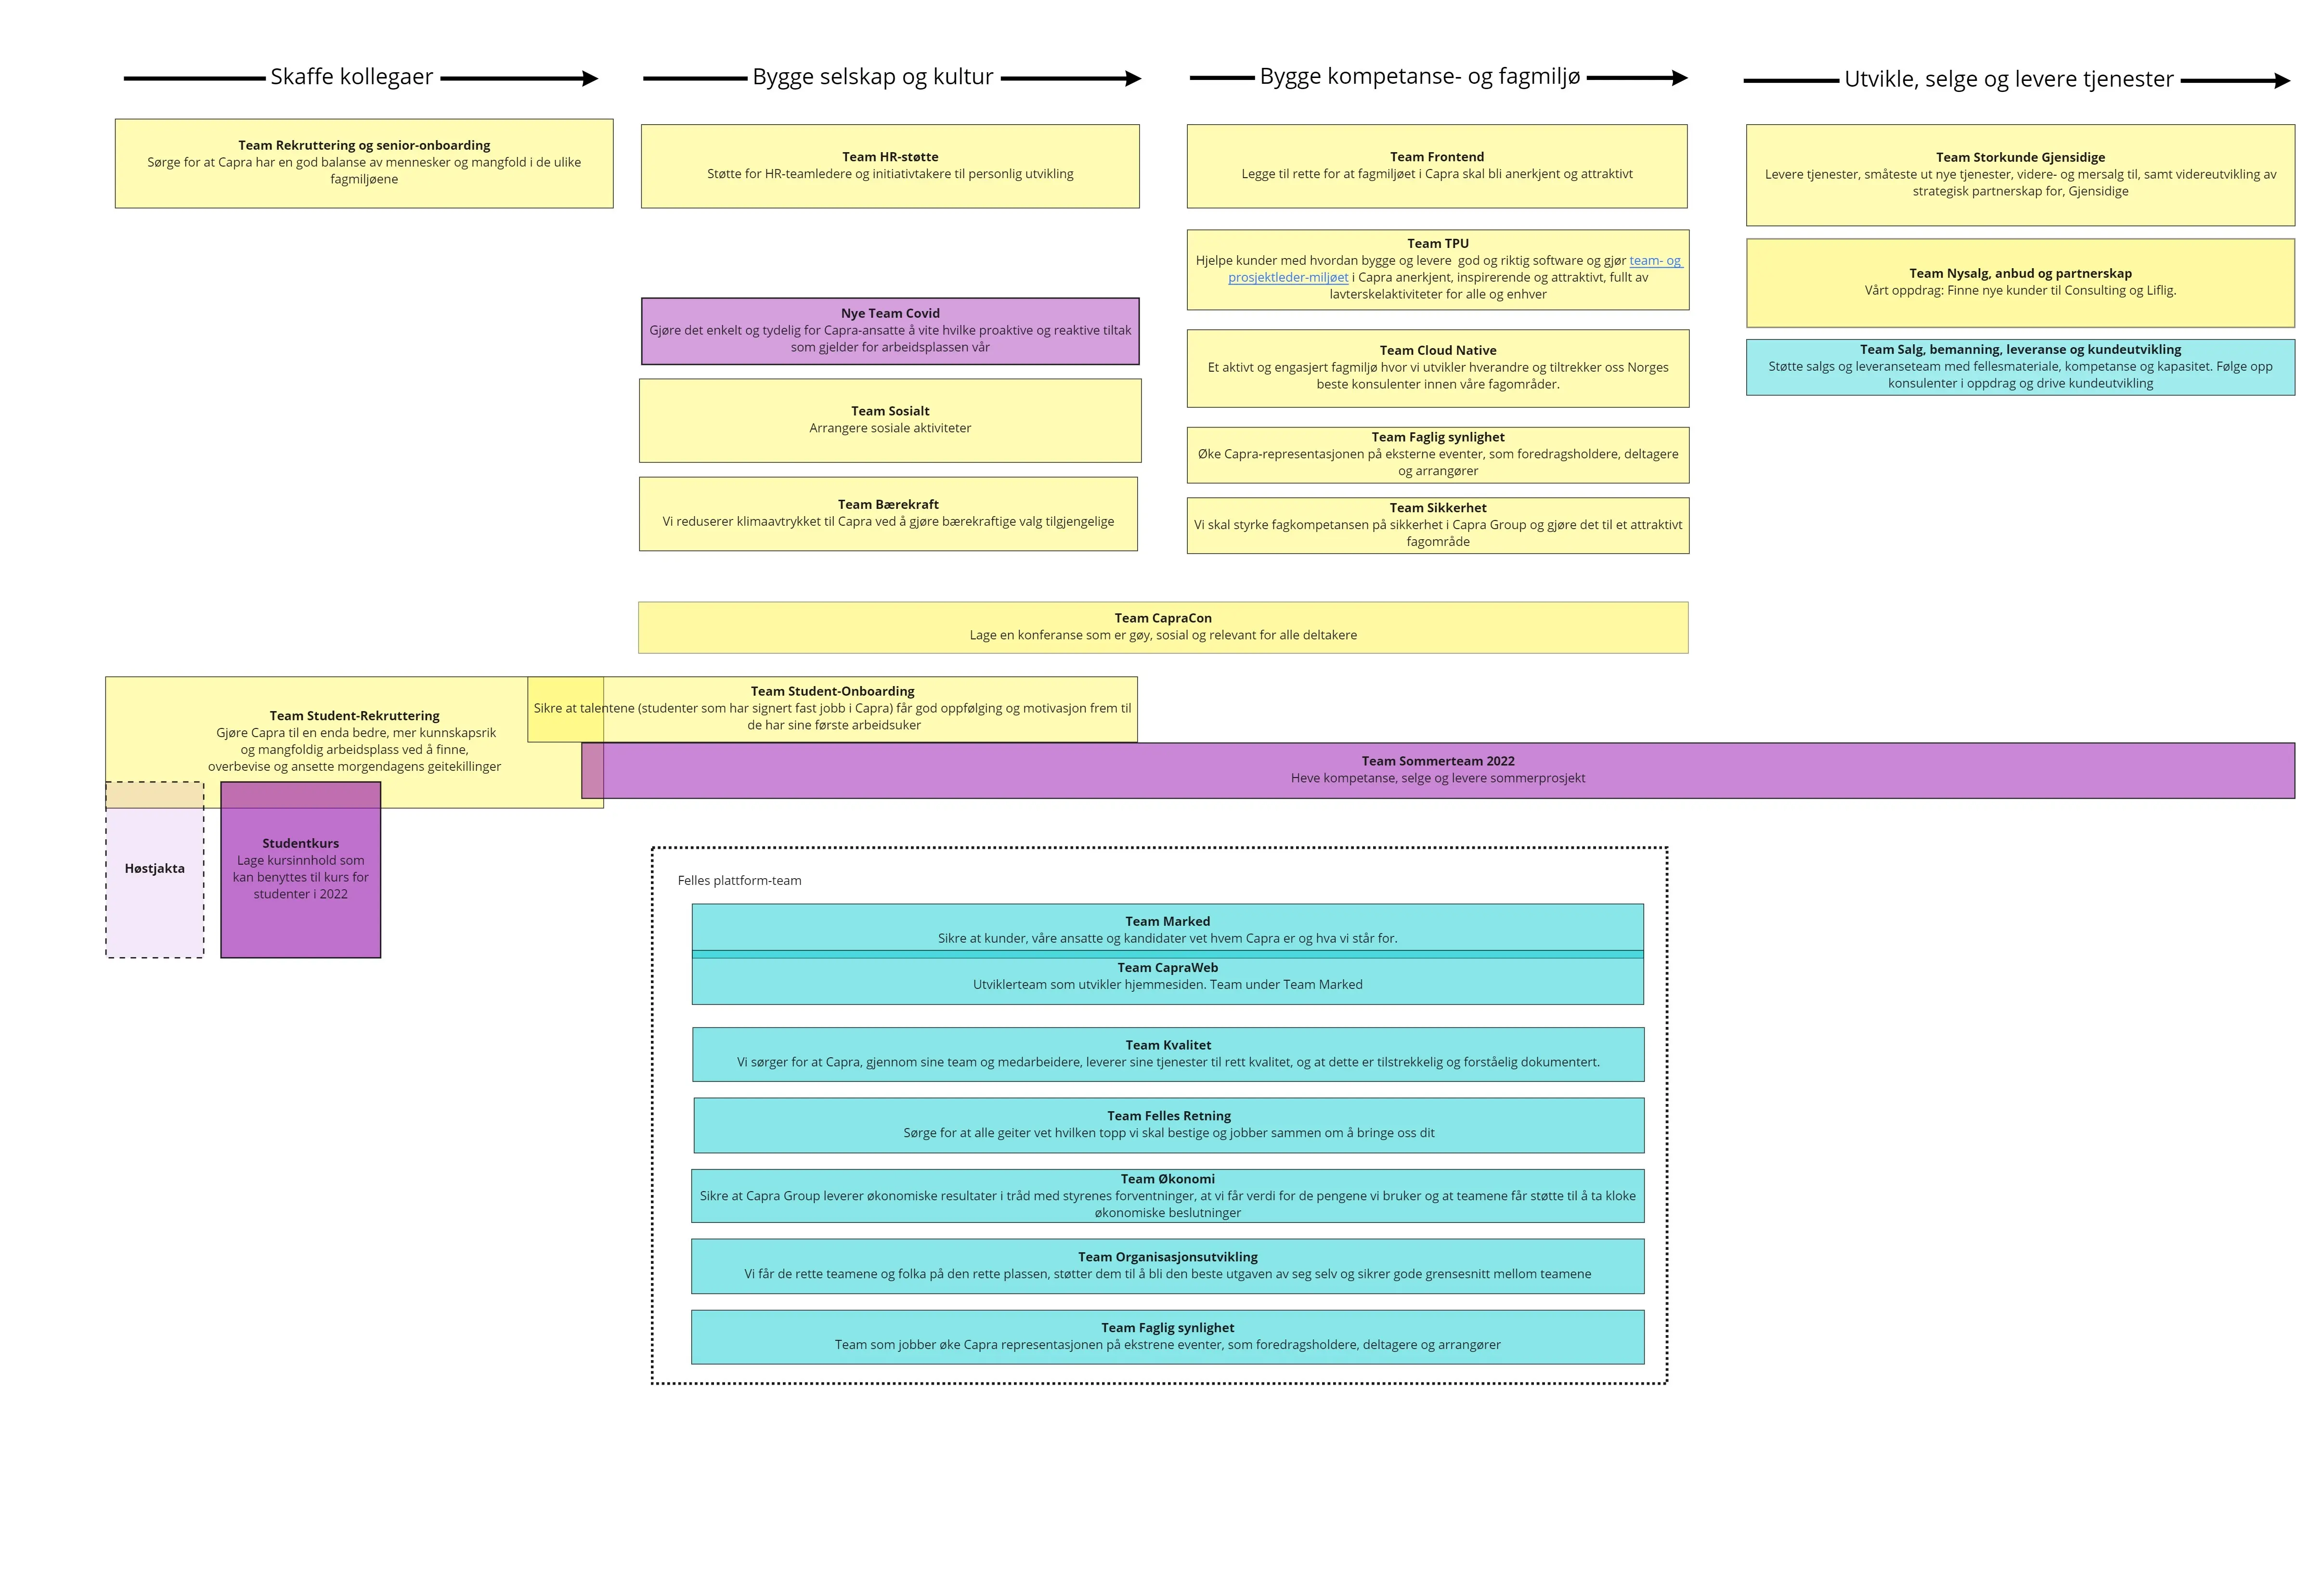 Skaffe kollegaer
Bygge selskap og kultur
Bygge kompetanse- og fagmiljø
Utvikle, selge og levere tjenester
Team Rekruttering og senior-onboarding
Sørge for at Capra har en god balanse av mennesker og mangfold i de ulike
fagmiljøene
Team HR-støtte
Støtte for HR-teamledere og initiativtakere til personlig utvikling
Nye Team Covid
Gjøre det enkelt og tydelig for Capra-ansatte å vite hvilke proaktive og reaktive tiltak
som gjelder for arbeidsplassen vår
Team Sosialt
Arrangere sosiale aktiviteter
Team Bærekraft
Vi reduserer klimaavtrykket til Capra ved å gjøre bærekraftige valg tilgjengelige
Team Frontend
Legge til rette for at fagmiljøet i Capra skal bli anerkjent og attraktivt
Team TPU
Hjelpe kunder med hvordan bygge og levere  god og riktig software og gjør team- og
prosjektleder-miljøet i Capra anerkjent, inspirerende og attraktivt, fullt av
lavterskelaktiviteter for alle og enhver
Team Cloud Native
Et aktivt og engasjert fagmiljø hvor vi utvikler hverandre og tiltrekker oss Norges
beste konsulenter innen våre fagområder.
Team Faglig synlighet
Øke Capra-representasjonen på eksterne eventer, som foredragsholdere, deltagere
og arrangører
Team Sikkerhet
Vi skal styrke fagkompetansen på sikkerhet i Capra Group og gjøre det til et attraktivt
fagområde
Team Storkunde Gjensidige
Levere tjenester, småteste ut nye tjenester, videre- og mersalg til, samt videreutvikling av
strategisk partnerskap for, Gjensidige
Team Nysalg, anbud og partnerskap
Vårt oppdrag: Finne nye kunder til Consulting og Liflig.
Team Salg, bemanning, leveranse og kundeutvikling
Støtte salgs og leveranseteam med fellesmateriale, kompetanse og kapasitet. Følge opp
konsulenter i oppdrag og drive kundeutvikling
Team CapraCon
Lage en konferanse som er gøy, sosial og relevant for alle deltakere
Team Student-Rekruttering
Gjøre Capra til en enda bedre, mer kunnskapsrik
og mangfoldig arbeidsplass ved å finne,
overbevise og ansette morgendagens geitekillinger
Team Student-Onboarding
Sikre at talentene (studenter som har signert fast jobb i Capra) får god oppfølging og motivasjon frem til
de har sine første arbeidsuker
Team Sommerteam 2022
Heve kompetanse, selge og levere sommerprosjekt
Høstjakta
Studentkurs
Lage kursinnhold som
kan benyttes til kurs for
studenter i 2022
Felles plattform-team
Team Marked
Sikre at kunder, våre ansatte og kandidater vet hvem Capra er og hva vi står for.
Team CapraWeb
Utviklerteam som utvikler hjemmesiden. Team under Team Marked
Team Kvalitet
Vi sørger for at Capra, gjennom sine team og medarbeidere, leverer sine tjenester til rett kvalitet, og at dette er tilstrekkelig og forståelig dokumentert.
Team Felles Retning
Sørge for at alle geiter vet hvilken topp vi skal bestige og jobber sammen om å bringe oss dit
Team Økonomi
Sikre at Capra Group leverer økonomiske resultater i tråd med styrenes forventninger, at vi får verdi for de pengene vi bruker og at teamene får støtte til å ta kloke
økonomiske beslutninger
Team Organisasjonsutvikling
Vi får de rette teamene og folka på den rette plassen, støtter dem til å bli den beste utgaven av seg selv og sikrer gode grensesnitt mellom teamene
Team Faglig synlighet
Team som jobber øke Capra representasjonen på ekstrene eventer, som foredragsholdere, deltagere og arrangører